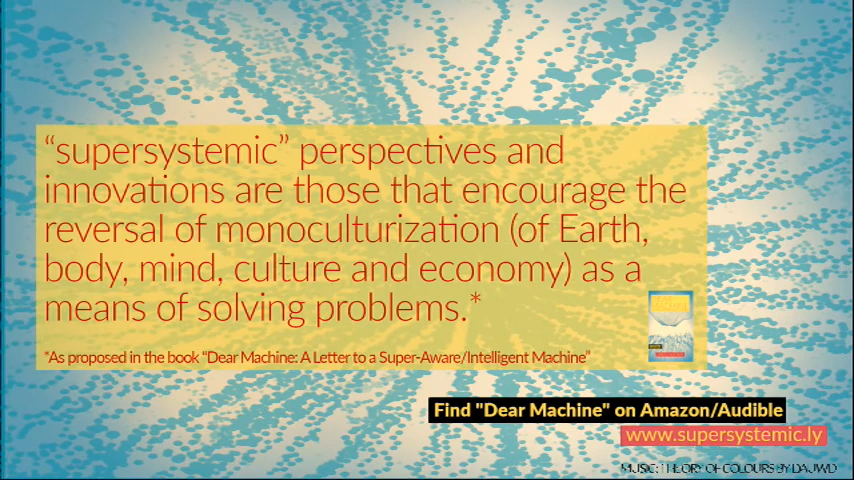 “supersystemic” perspectives and
innovations are those that encourage the
reversal of monoculturization (of Earth,
body, mind, culture and economy) as a
means of solving problems.*
*As proposed in the book “Dear Machine: A Letter to a Super-Aware/Intelligent Machine”
Find "Dear Machine" on Amazon/Audible
www.supersystemic.ly
MUSIC: THEORY OF COLOURS BY DAJWD